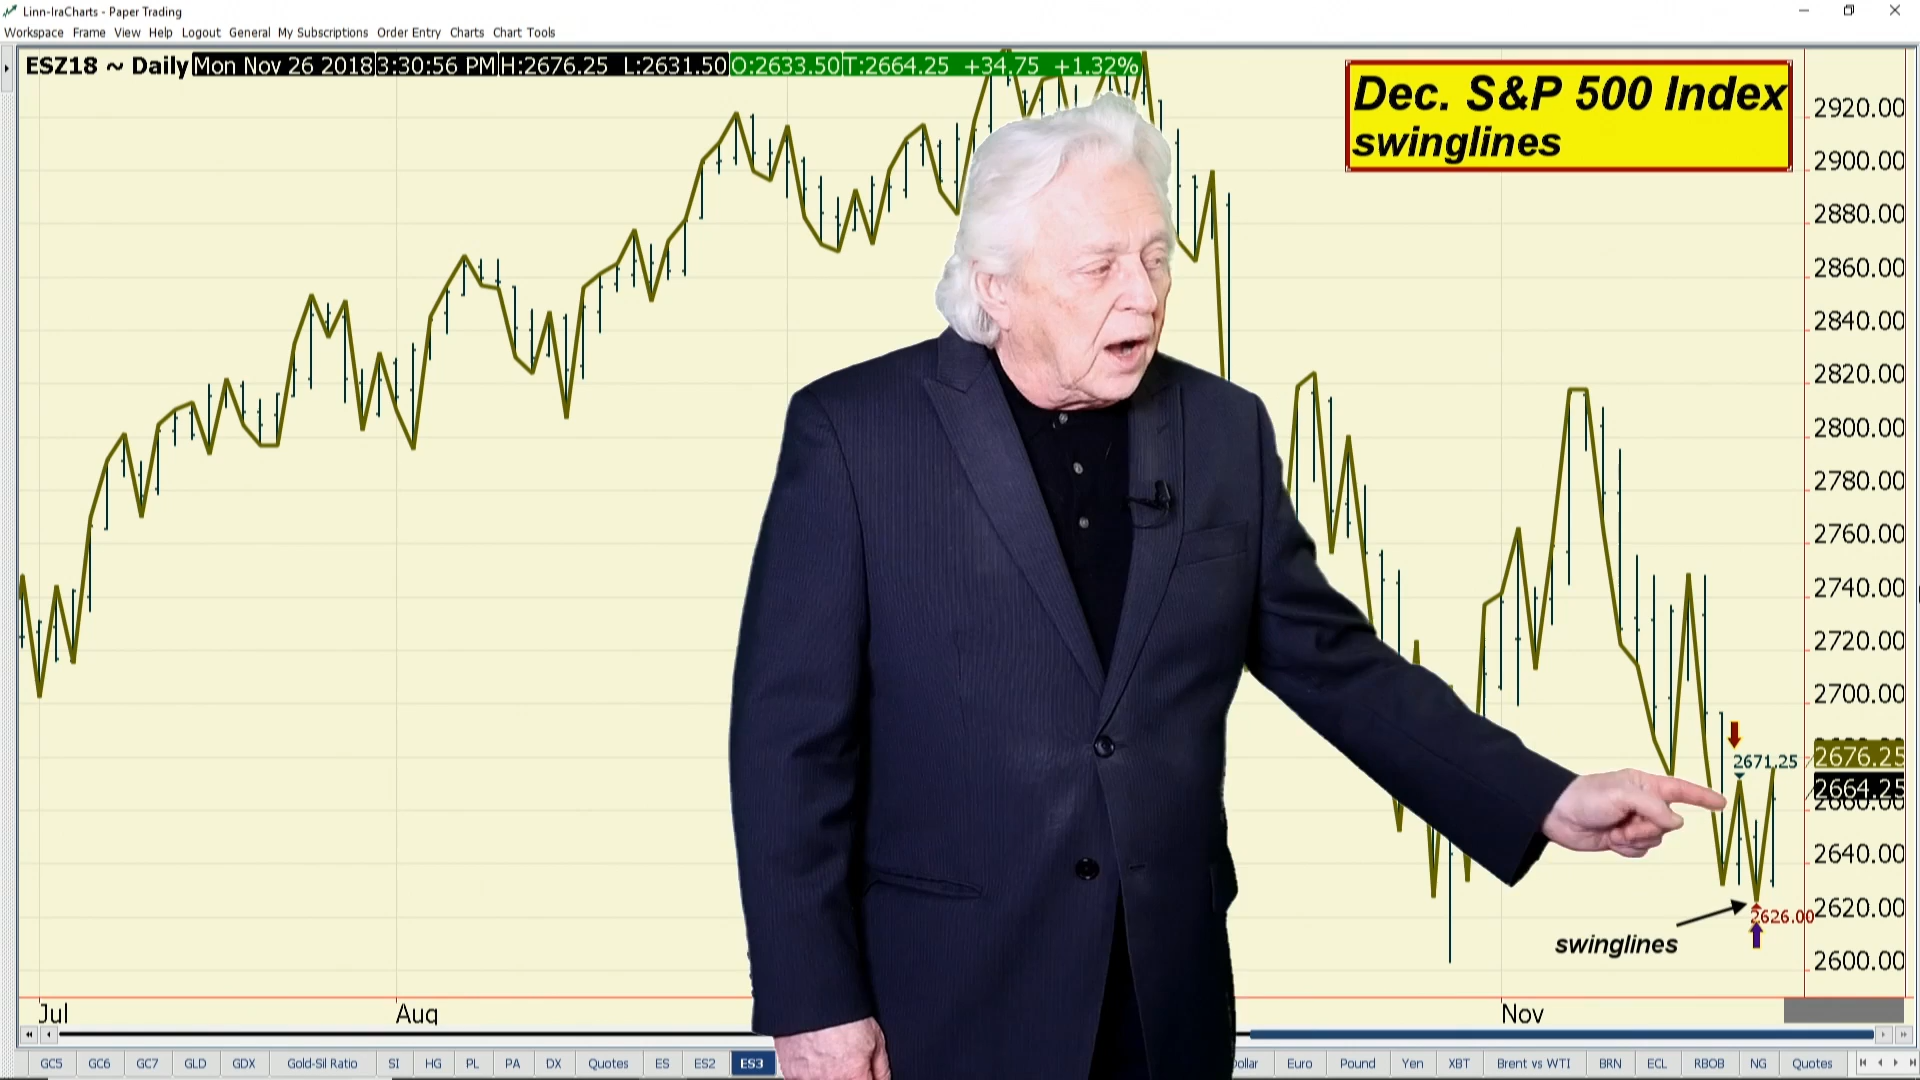 Linn-IraCharts - Paper Trading
Workspace Frame View Help Logout General My Subscriptions Order Entry Charts Chart Tools
ESZ18 ~ Daily Mon Nov 26 2018 3:30:56 PM H:2676.25 L:2631.50 O:2633.50 T:2664.25 +34.75 +1.32%
Dec. S&P 500 Index
swinglines
2920.00
2900.00
2880.00
2860.00
2840.00
2820.00
2800.00
2780.00
2760.00
2740.00
2720.00
2700.00
2671.25
2676.25
2664.25
2660.00
2640.00
2620.00
2626.00
swinglines
2600.00
Jul Aug Nov
GC5 GC6 GC7 GLD GDX Gold-Sil Ratio SI HG PL PA DX Quotes ES ES2 ES3 Euro Pound Yen XBT Brent vs WTI BRN ECL RBOB NG Quotes